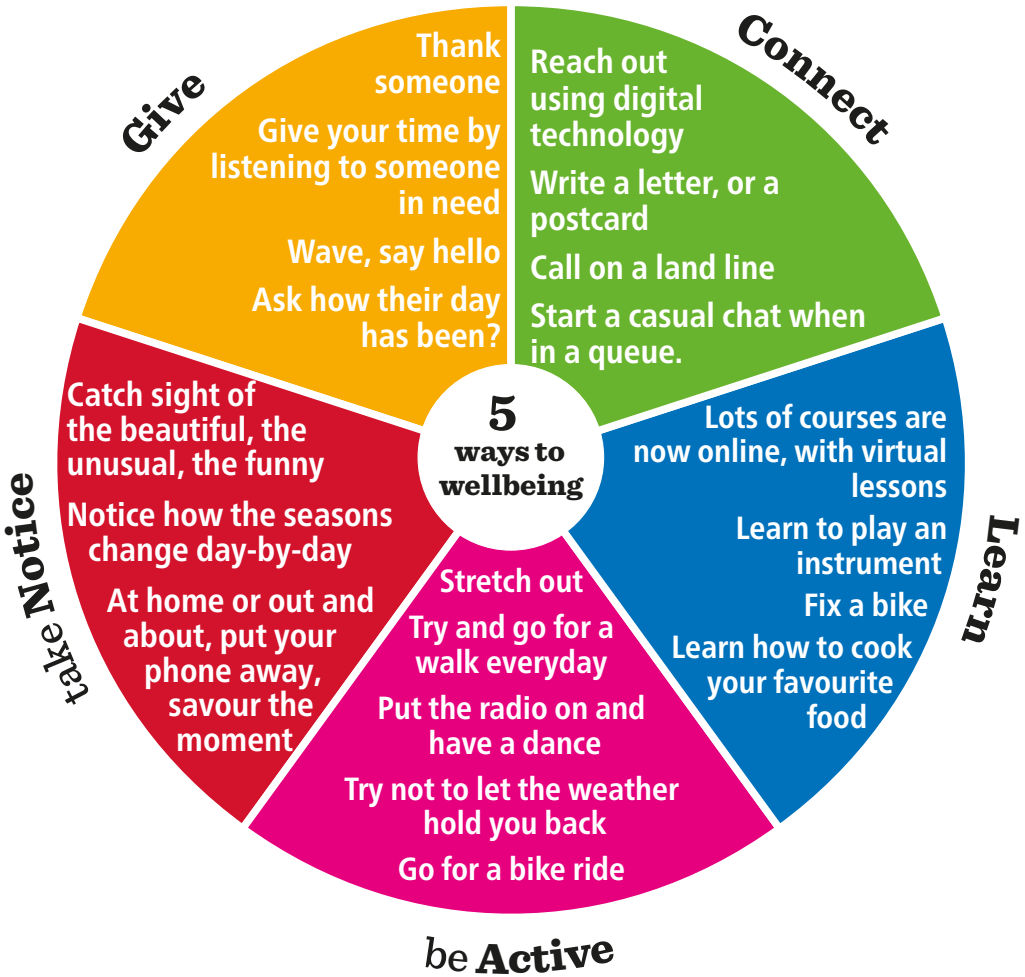 5
ways to
wellbeing
Connect
Reach out
using digital
technology
Write a letter, or a
postcard
Call on a land line
Start a casual chat when
in a queue.
Learn
Lots of courses are
now online, with virtual
lessons
Learn to play an
instrument
Fix a bike
Learn how to cook
your favourite
food
be Active
Stretch out
Try and go for a
walk everyday
Put the radio on and
have a dance
Try not to let the weather
hold you back
Go for a bike ride
take Notice
Catch sight of
the beautiful, the
unusual, the funny
Notice how the seasons
change day-by-day
At home or out and
about, put your
phone away,
savour the
moment
Give
Thank
someone
Give your time by
listening to someone
in need
Wave, say hello
Ask how their day
has been?